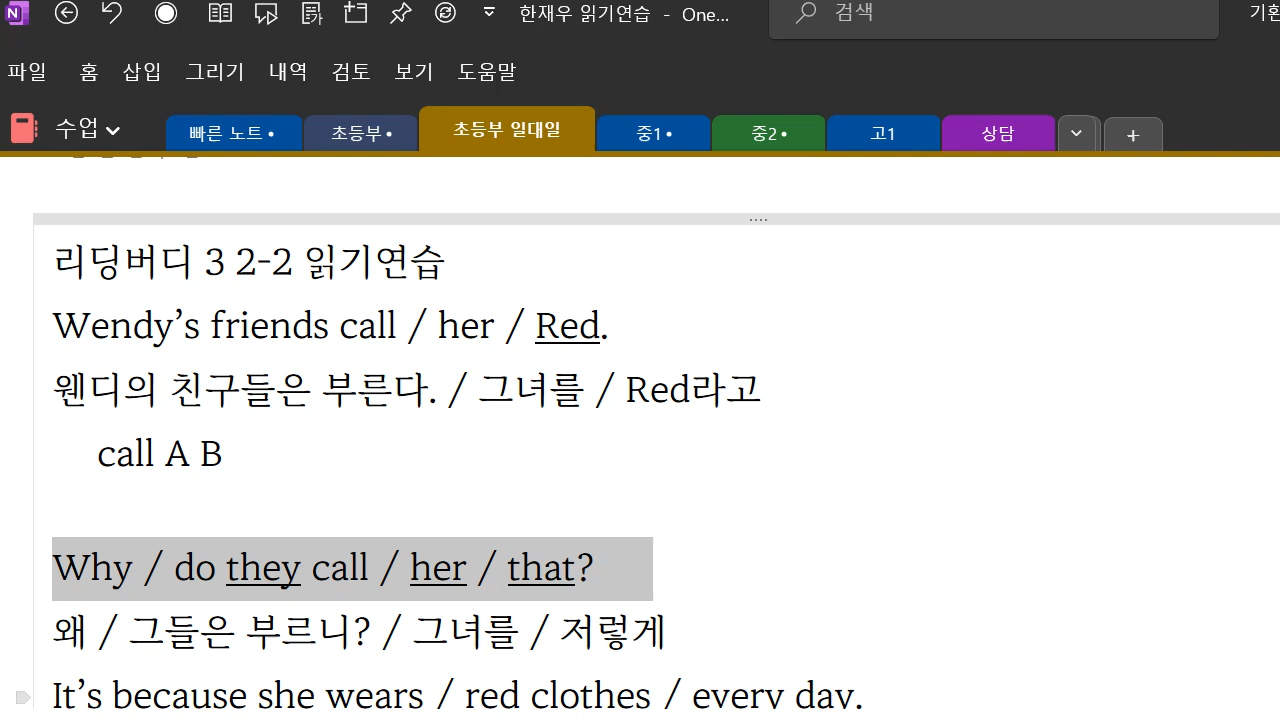 한재우 읽기연습 - One...
검색
기환
파일 홈 삽입 그리기 내역 검토 보기 도움말
수업 빠른 노트 • 초등부 • 초등부 일대일 중1 • 중2 • 고1 상담 +
리딩버디 3 2-2 읽기연습
Wendy’s friends call / her / Red.
웬디의 친구들은 부른다. / 그녀를 / Red라고
call A B
Why / do they call / her / that?
왜 / 그들은 부르니? / 그녀를 / 저렇게
It’s because she wears / red clothes / every day.